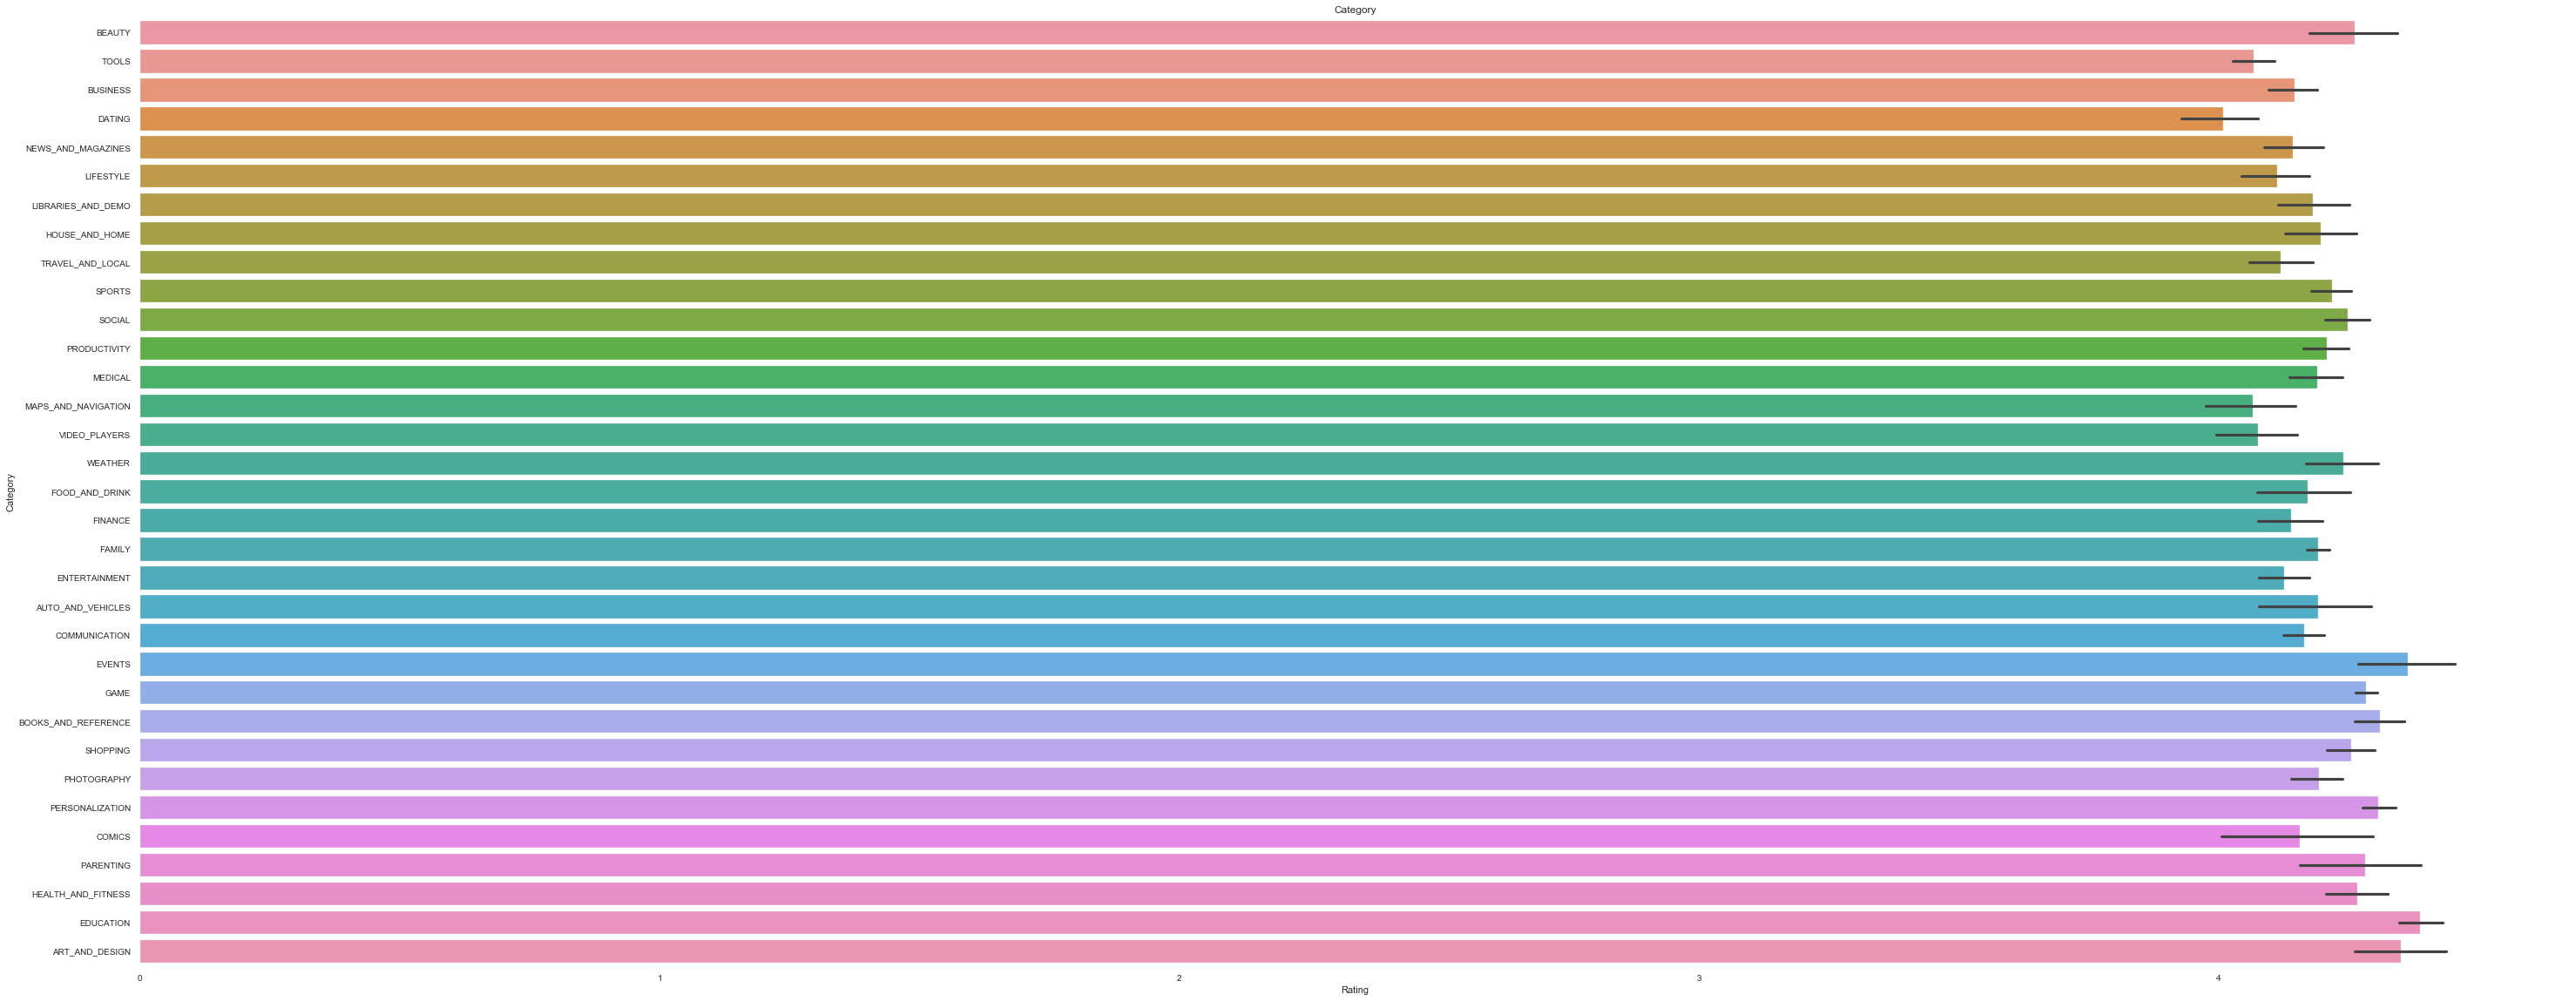 Category
BEAUTY
TOOLS
BUSINESS
DATING
NEWS_AND_MAGAZINES
LIFESTYLE
LIBRARIES_AND_DEMO
HOUSE_AND_HOME
TRAVEL_AND_LOCAL
SPORTS
SOCIAL
PRODUCTIVITY
MEDICAL
MAPS_AND_NAVIGATION
VIDEO_PLAYERS
WEATHER
FOOD_AND_DRINK
FINANCE
FAMILY
ENTERTAINMENT
AUTO_AND_VEHICLES
COMMUNICATION
EVENTS
GAME
BOOKS_AND_REFERENCE
SHOPPING
PHOTOGRAPHY
PERSONALIZATION
COMICS
PARENTING
HEALTH_AND_FITNESS
EDUCATION
ART_AND_DESIGN
Category
0 1 2 3 4
Rating